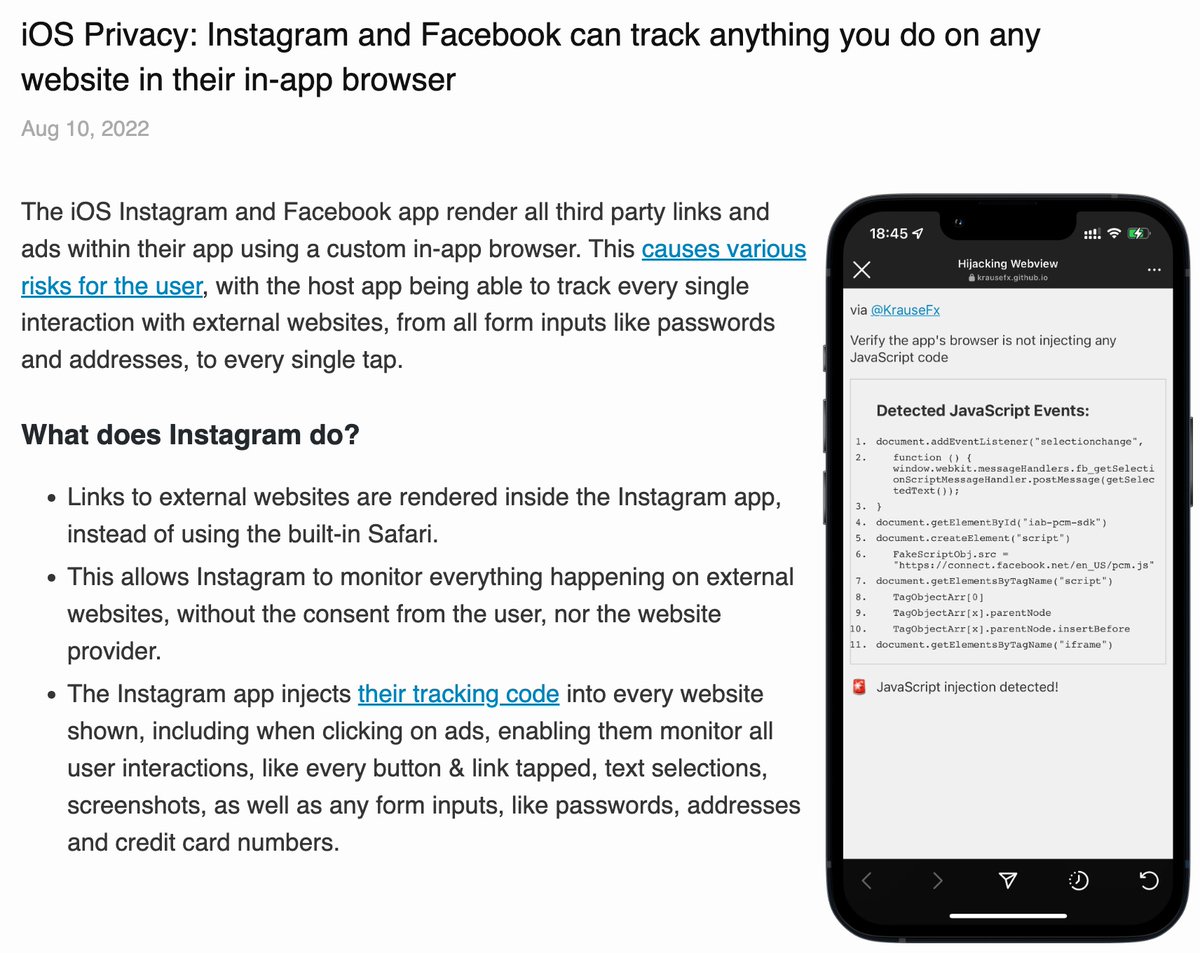 iOS Privacy: Instagram and Facebook can track anything you do on any
website in their in-app browser
Aug 10, 2022
The iOS Instagram and Facebook app render all third party links and
ads within their app using a custom in-app browser. This causes various
risks for the user, with the host app being able to track every single
interaction with external websites, from all form inputs like passwords
and addresses, to every single tap.
What does Instagram do?
• Links to external websites are rendered inside the Instagram app,
instead of using the built-in Safari.
• This allows Instagram to monitor everything happening on external
websites, without the consent from the user, nor the website
provider.
• The Instagram app injects their tracking code into every website
shown, including when clicking on ads, enabling them monitor all
user interactions, like every button & link tapped, text selections,
screenshots, as well as any form inputs, like passwords, addresses
and credit card numbers.
18:45
Hijacking Webview
krausefx.github.io
via @KrauseFx
Verify the app's browser is not injecting any
JavaScript code
Detected JavaScript Events:
1. document.addEventListener("selectionchange",
2. function () {
window.webkit.messageHandlers.fb_getSelecti
onScriptMessageHandler.postMessage(getSelec
tedText());
3. }
4. document.getElementById("iab-pcm-sdk")
5. document.createElement("script")
6. FakeScriptObj.src =
"https://connect.facebook.net/en_US/pcm.js"
7. document.getElementsByTagName("script")
8. TagObjectArr[0]
9. TagObjectArr[x].parentNode
10. TagObjectArr[x].parentNode.insertBefore
11. document.getElementsByTagName("iframe")
JavaScript injection detected!